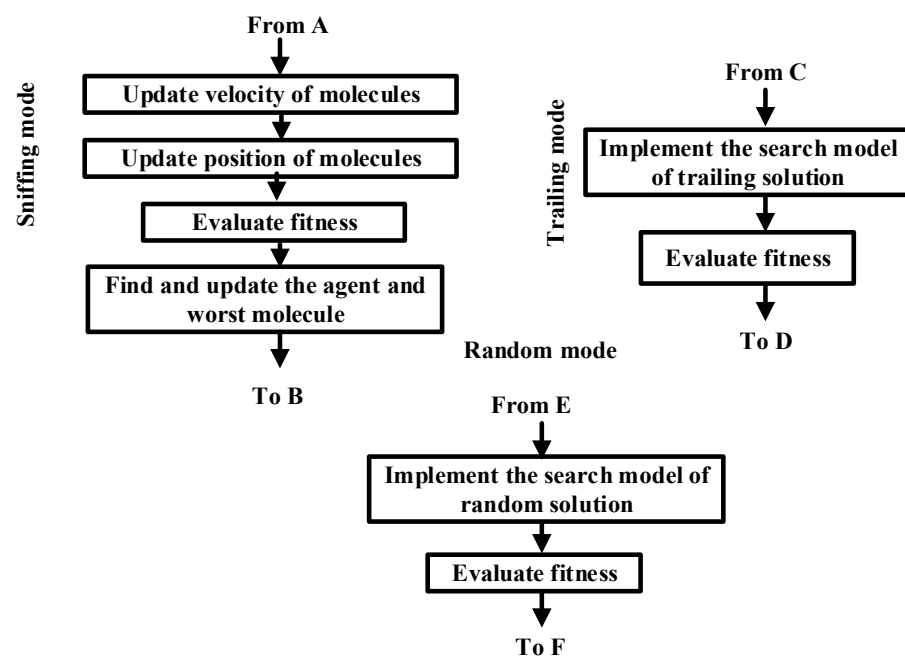 Sniffing mode
From A
Update velocity of molecules
Update position of molecules
Evaluate fitness
Find and update the agent and
worst molecule
To B
Trailing mode
From C
Implement the search model
of trailing solution
Evaluate fitness
To D
Random mode
From E
Implement the search model of
random solution
Evaluate fitness
To F